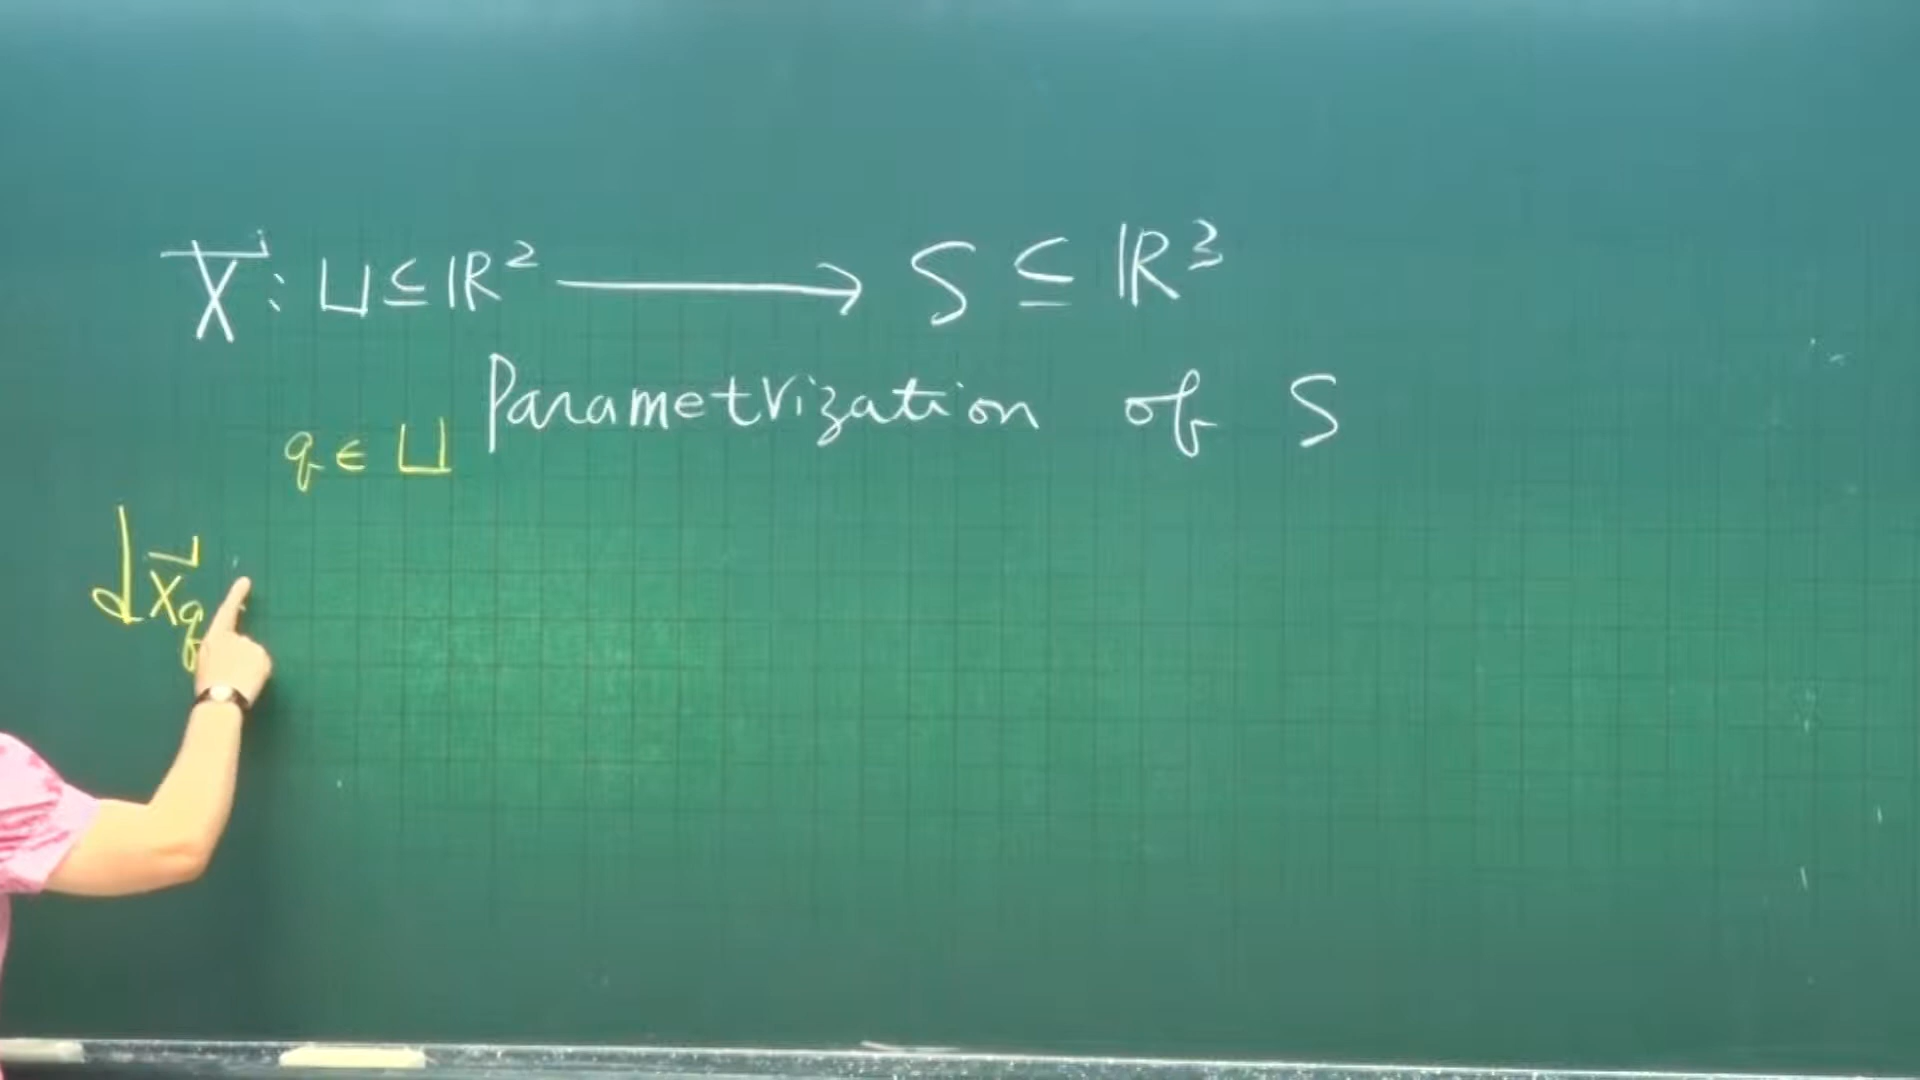 X⃗ : U ⊆ ℝ² ⟶ S ⊆ ℝ³
Parametrization of S
q ∈ U
dX⃗q